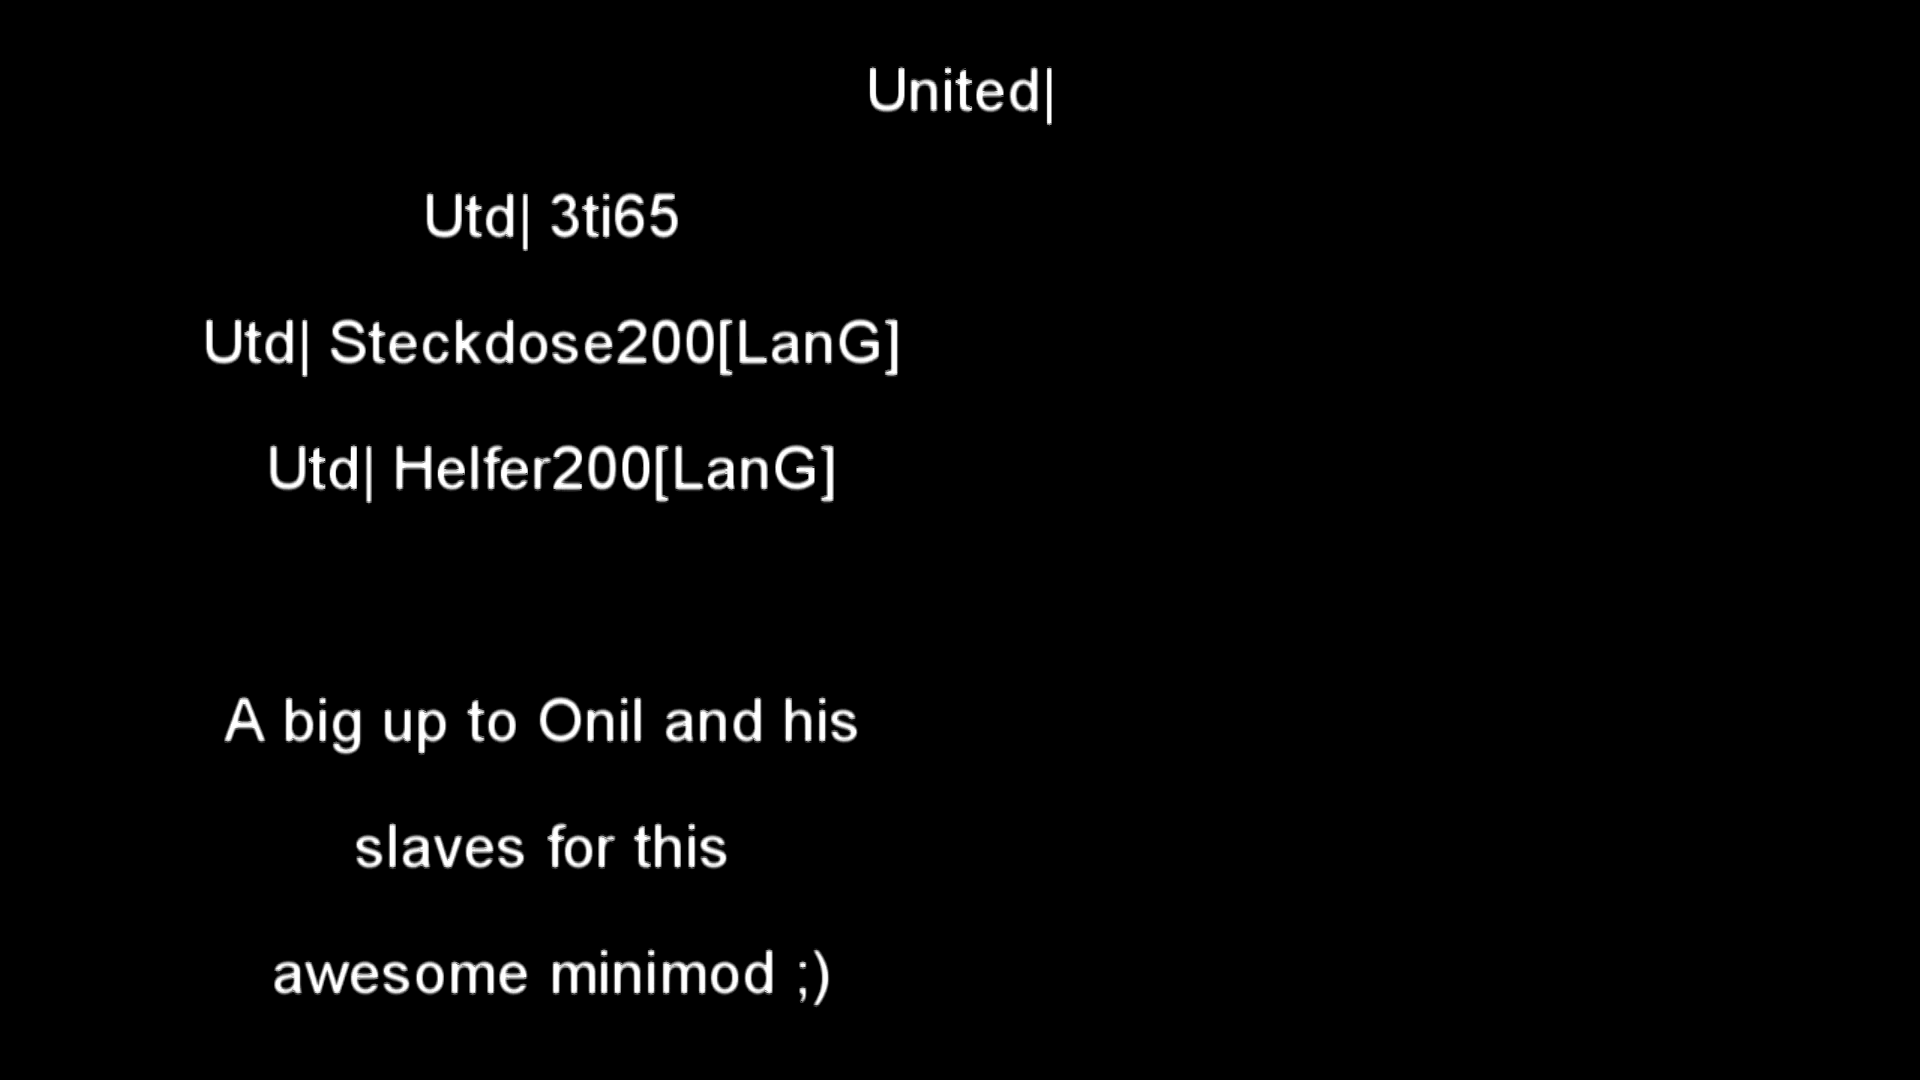 United|
Utd| 3ti65
Utd| Steckdose200[LanG]
Utd| Helfer200[LanG]
A big up to Onil and his
slaves for this
awesome minimod ;)